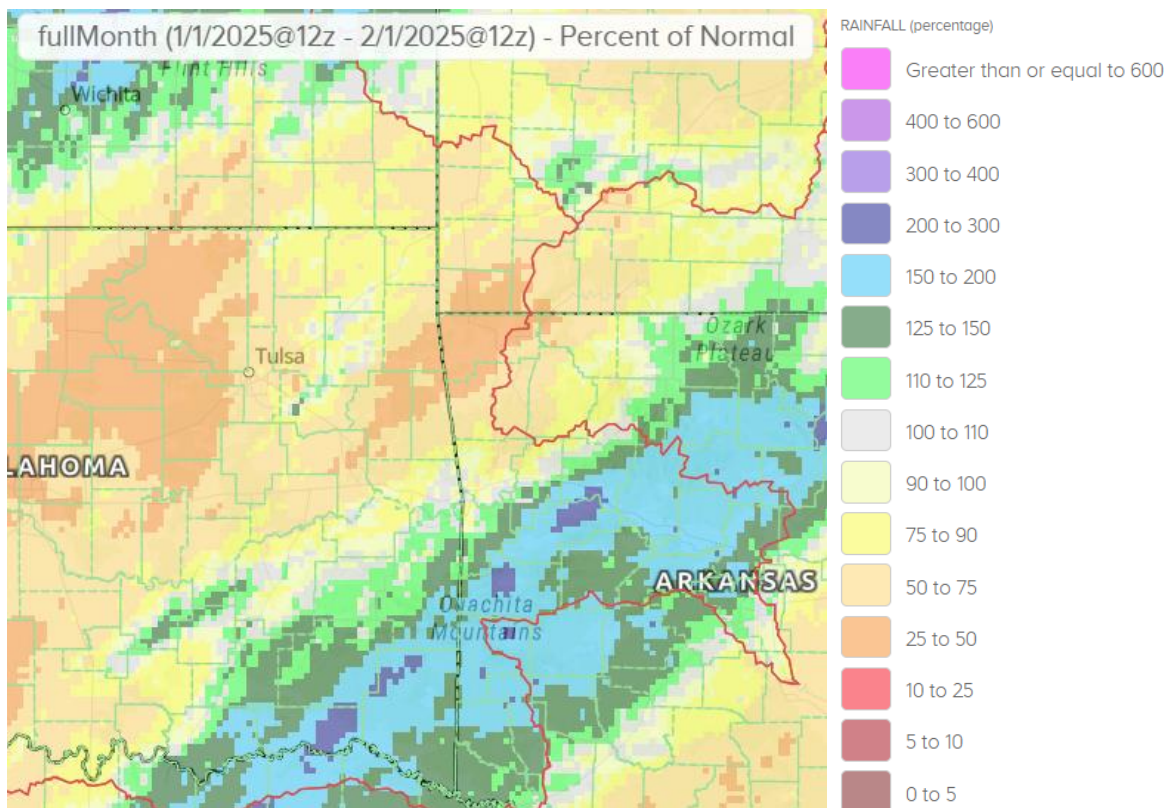 fullMonth (1/1/2025@12z - 2/1/2025@12z) - Percent of Normal
Flint Hills
Wichita
Ozark
Plateau
Tulsa
LAHOMA
ARKANSAS
Ouachita
Mountains
RAINFALL (percentage)
Greater than or equal to 600
400 to 600
300 to 400
200 to 300
150 to 200
125 to 150
110 to 125
100 to 110
90 to 100
75 to 90
50 to 75
25 to 50
10 to 25
5 to 10
0 to 5